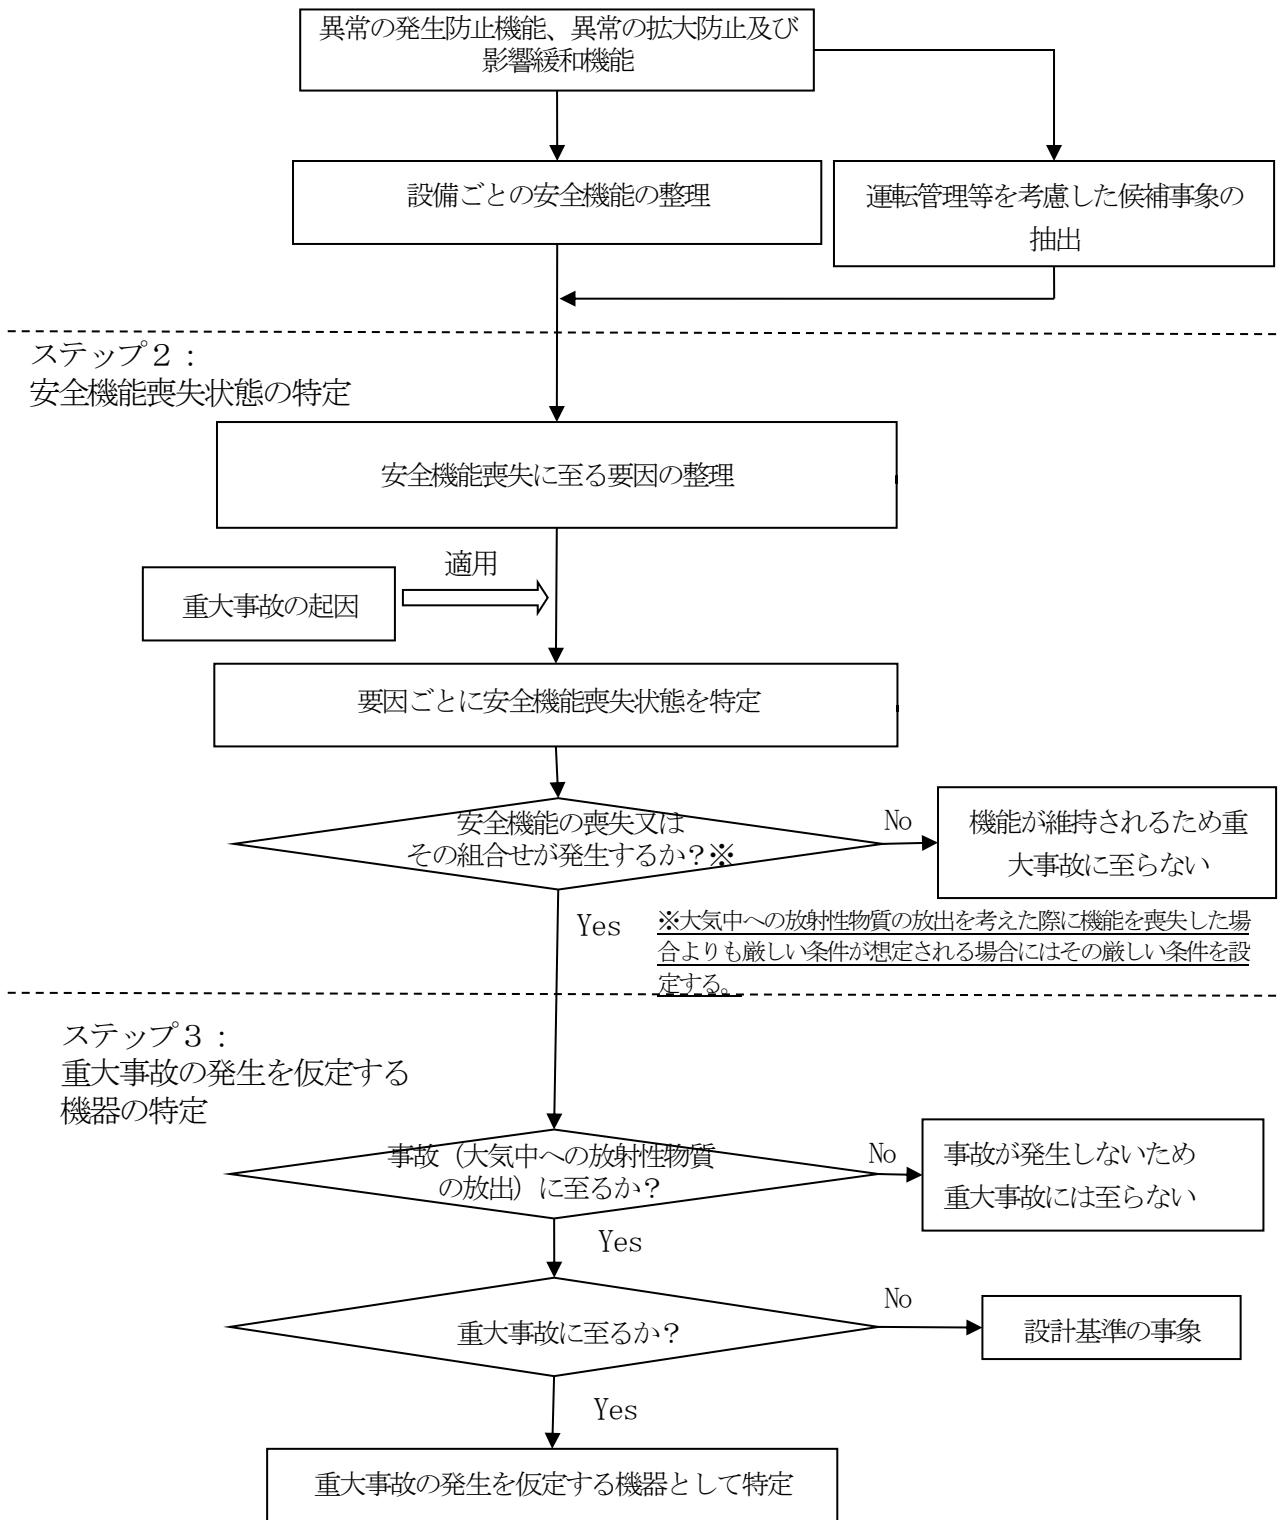 異常の発生防止機能、異常の拡大防止及び
影響緩和機能
設備ごとの安全機能の整理
運転管理等を考慮した候補事象の
抽出
ステップ２：
安全機能喪失状態の特定
安全機能喪失に至る要因の整理
適用
重大事故の起因
要因ごとに安全機能喪失状態を特定
安全機能の喪失又は
その組合せが発生するか？※
No
機能が維持されるため重
大事故に至らない
Yes
※大気中への放射性物質の放出を考えた際に機能を喪失した場
合よりも厳しい条件が想定される場合にはその厳しい条件を設
定する。
ステップ３：
重大事故の発生を仮定する
機器の特定
事故（大気中への放射性物質
の放出）に至るか？
No
事故が発生しないため
重大事故には至らない
Yes
重大事故に至るか？
No
設計基準の事象
Yes
重大事故の発生を仮定する機器として特定